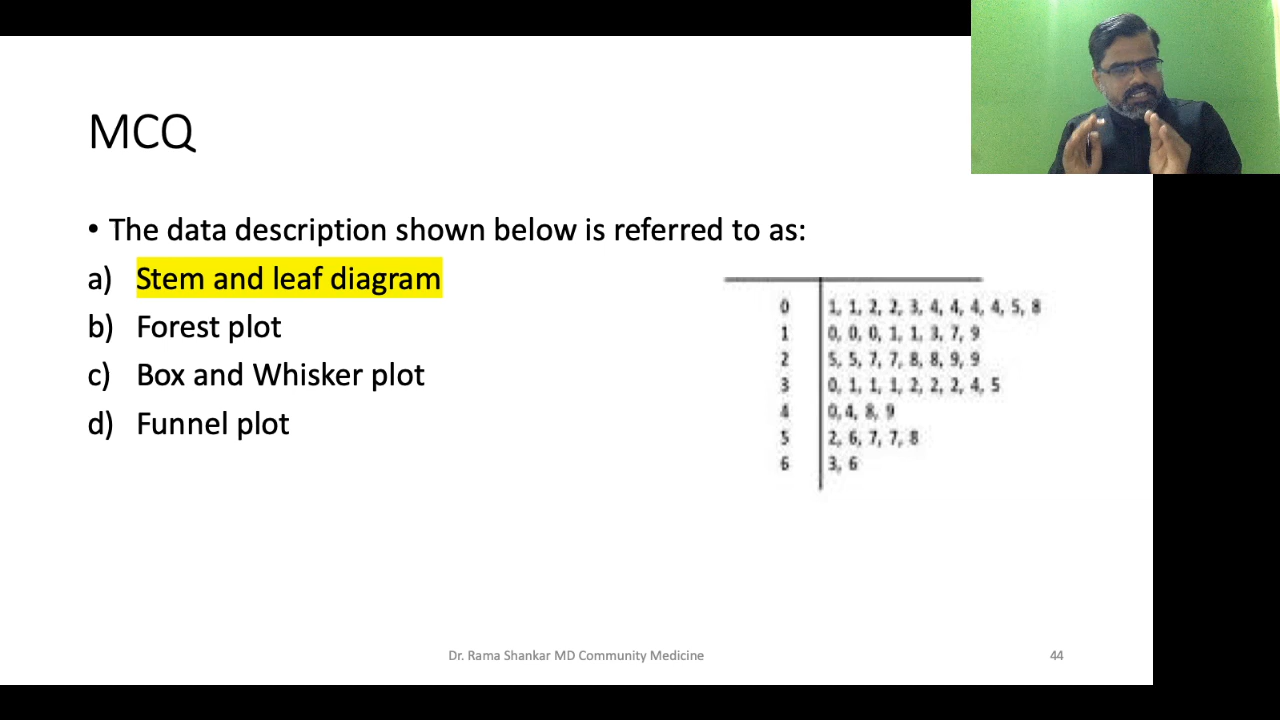 MCQ
• The data description shown below is referred to as:
a) Stem and leaf diagram
b) Forest plot
c) Box and Whisker plot
d) Funnel plot
0 1, 1, 2, 2, 3, 4, 4, 4, 4, 5, 8
1 0, 0, 0, 1, 1, 3, 7, 9
2 5, 5, 7, 7, 8, 8, 9, 9
3 0, 1, 1, 1, 2, 2, 2, 4, 5
4 0,4, 8, 9
5 2, 6, 7, 7, 8
6 3, 6
Dr. Rama Shankar MD Community Medicine
44